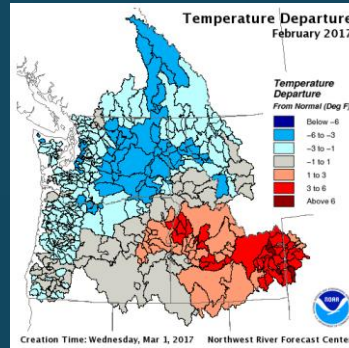 Temperature Departure
February 2017
Temperature
Departure
From Normal (Deg F)
Below -6
-6 to -3
-3 to -1
-1 to 1
1 to 3
3 to 6
Above 6
NOAA
Creation Time: Wednesday, Mar 1, 2017 Northwest River Forecast Center